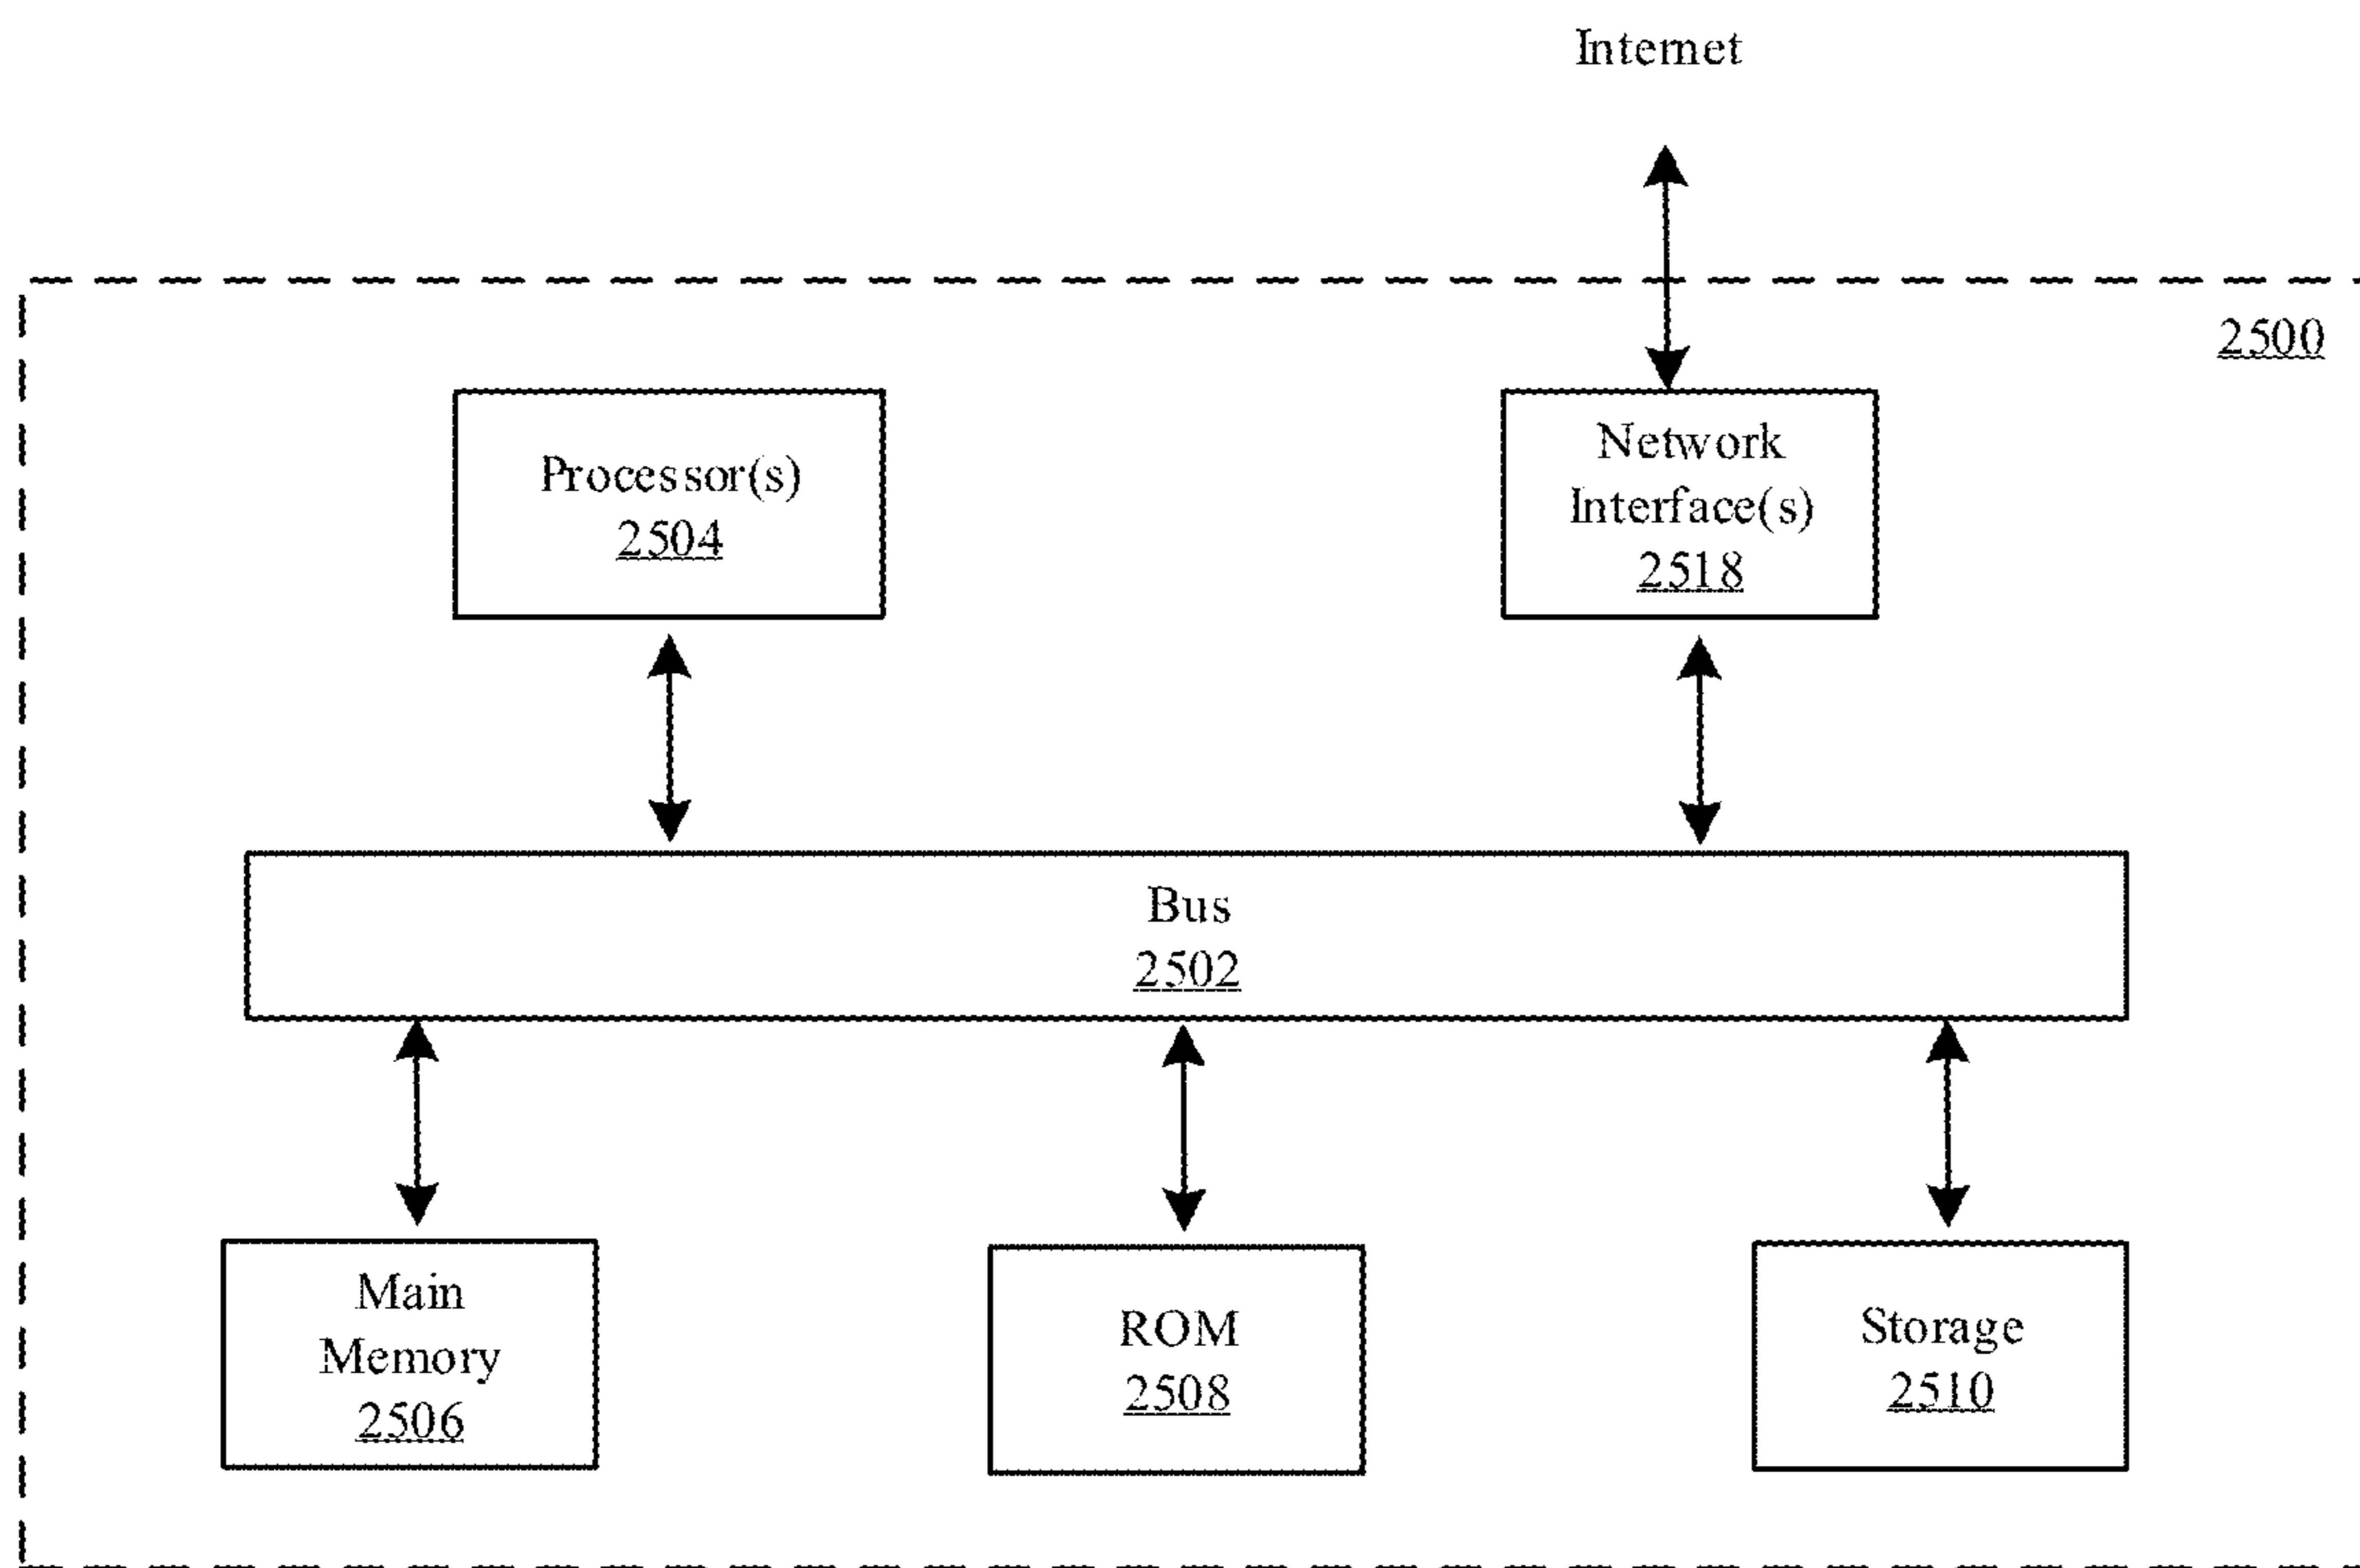 Internet
2500
Processor(s)
2504
Network
Interface(s)
2518
Bus
2502
Main
Memory
2506
ROM
2508
Storage
2510